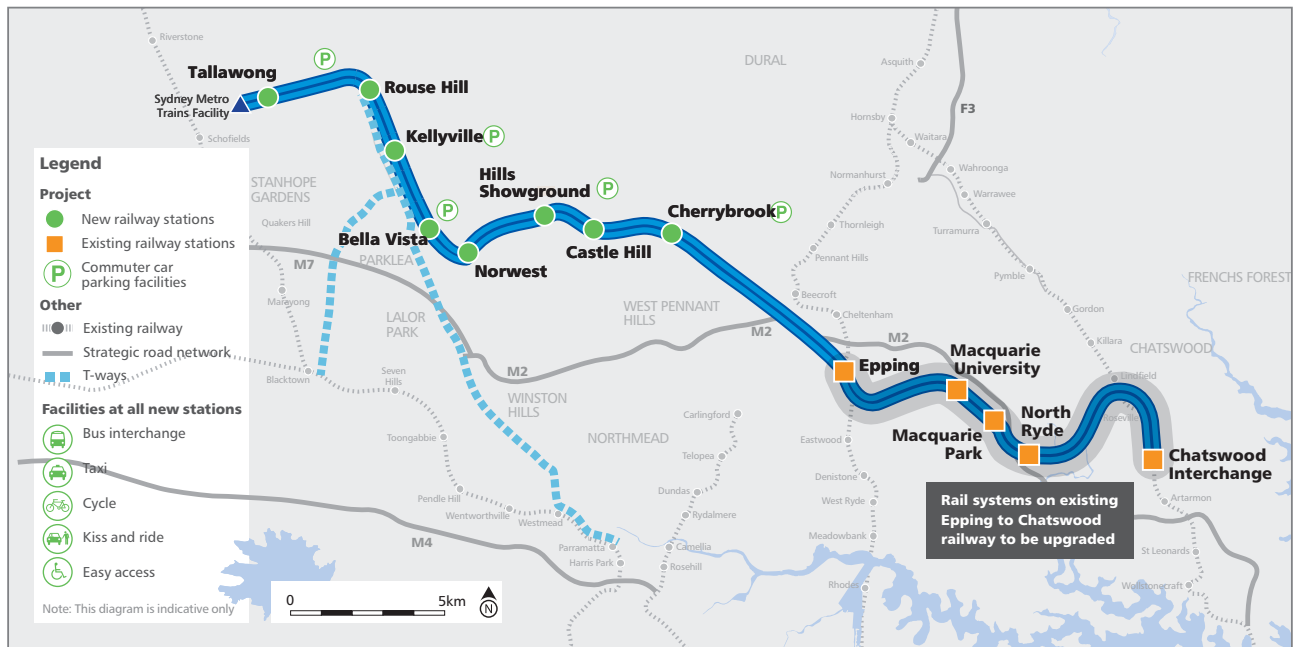 Riverstone
P
Tallawong
Sydney Metro
Trains Facility
Rouse Hill
Schofields
DURAL
Asquith
F3
Hornsby
Waitara
Wahroonga
Warrawee
Normanhurst
Turramurra
Thornleigh
Pennant Hills
Pymble
Beecroft
Cheltenham
Gordon
Killara
FRENCHS FOREST
CHATSWOOD
Lindfield
Roseville
Kellyville
P
Hills
Showground
P
Cherrybrook
P
P
Bella Vista
Castle Hill
Norwest
STANHOPE
GARDENS
Quakers Hill
PARKLEA
M7
Marayong
LALOR
PARK
WEST PENNANT
HILLS
M2
M2
M2
Blacktown
Seven
Hills
WINSTON
HILLS
Epping
Macquarie
University
Macquarie
Park
North
Ryde
Chatswood
Interchange
Rail systems on existing
Epping to Chatswood
railway to be upgraded
Carlingford
NORTHMEAD
Toongabbie
Telopea
Eastwood
Denistone
Dundas
West Ryde
Pendle Hill
Wentworthville
Westmead
Rydalmere
Meadowbank
Artarmon
M4
Parramatta
Harris Park
Camellia
Rosehill
Rhodes
St Leonards
Wollstonecraft
Legend
Project
New railway stations
Existing railway stations
P
Commuter car
parking facilities
Other
Existing railway
Strategic road network
T-ways
Facilities at all new stations
Bus interchange
Taxi
Cycle
Kiss and ride
Easy access
Note: This diagram is indicative only
0 5km
N